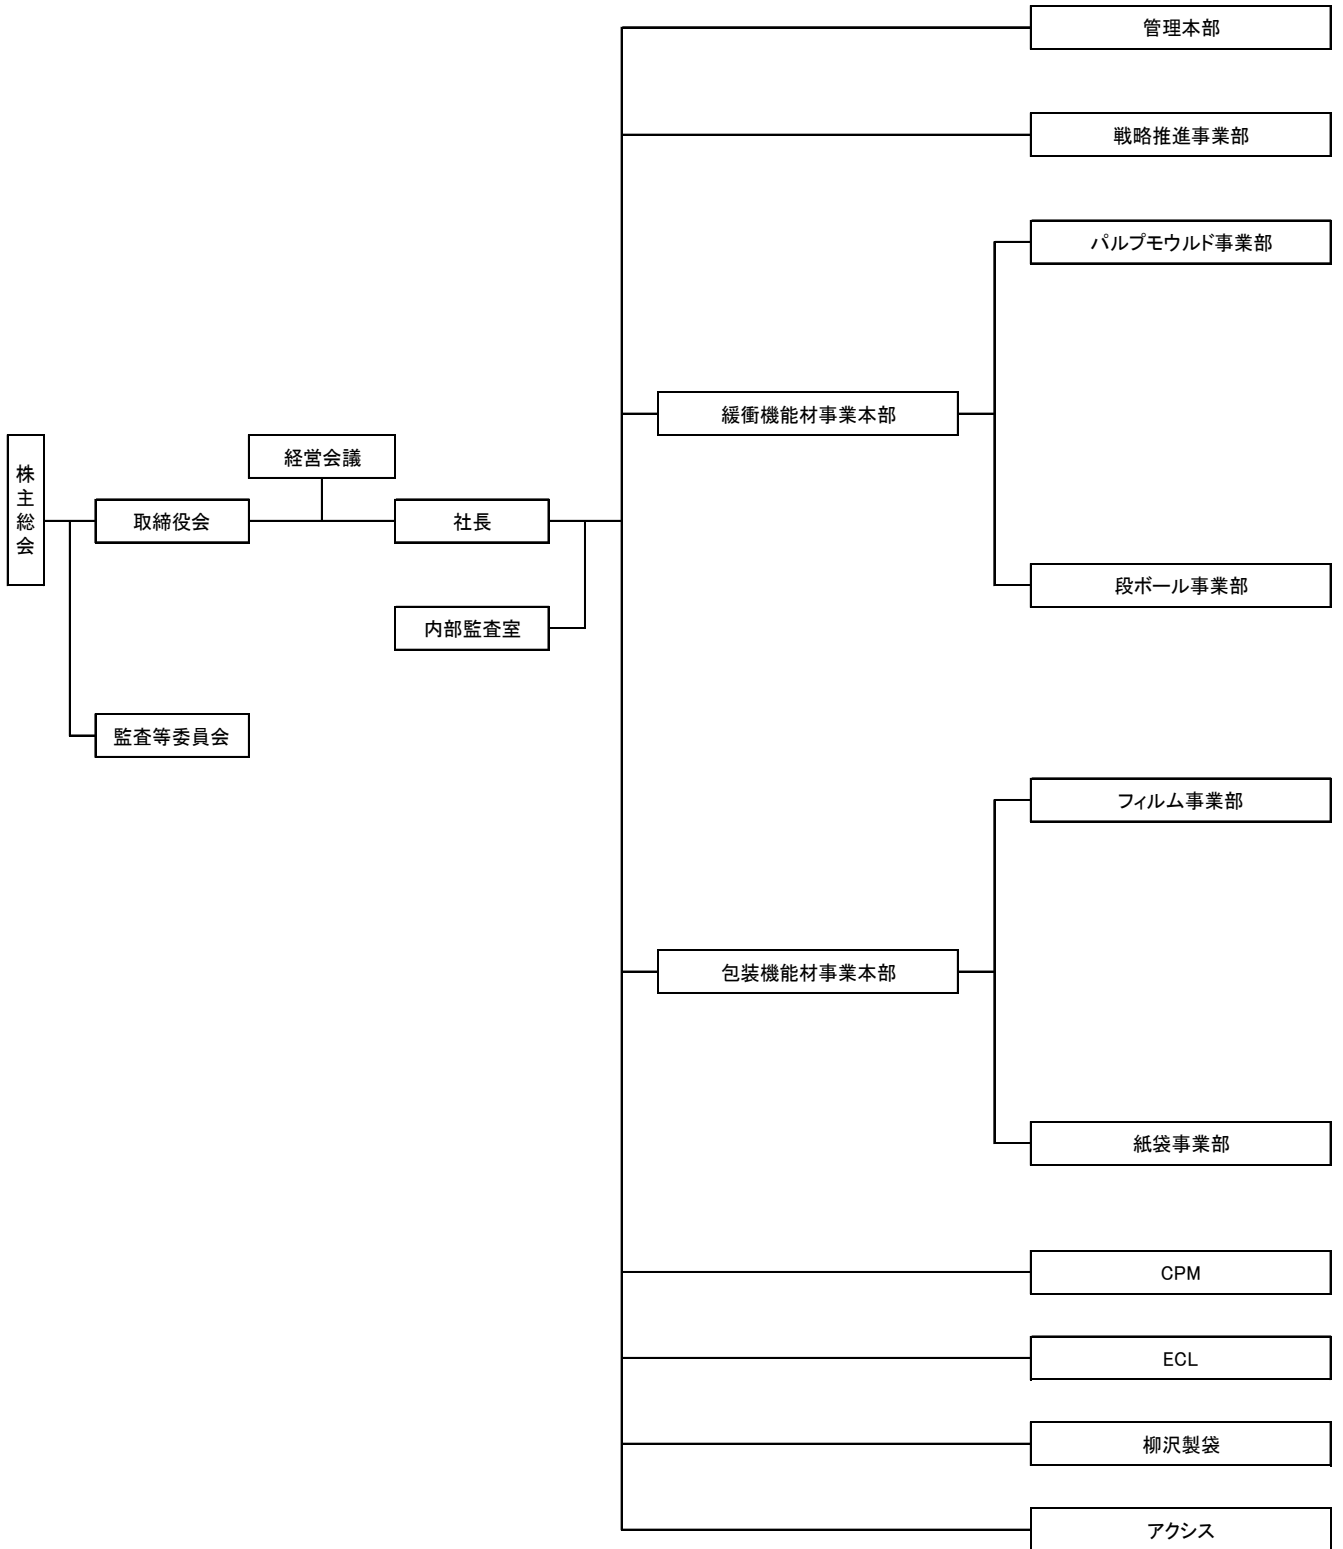 管理本部
戦略推進事業部
パルプモウルド事業部
緩衝機能材事業本部
株主総会
経営会議
取締役会
社長
段ボール事業部
内部監査室
監査等委員会
フィルム事業部
包装機能材事業本部
紙袋事業部
CPM
ECL
柳沢製袋
アクシス